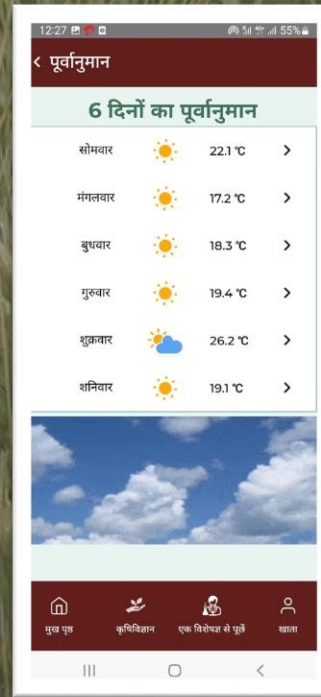 12:27 55%
< पूर्वानुमान
6 दिनों का पूर्वानुमान
सोमवार 22.1 °C >
मंगलवार 17.2 °C >
बुधवार 18.3 °C >
गुरुवार 19.4 °C >
शुक्रवार 26.2 °C >
शनिवार 19.1 °C >
मुख पृष्ठ कृषिविज्ञान एक विशेषज्ञ से पूछें खाता